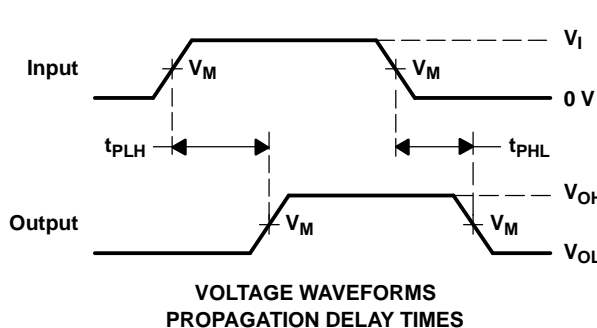 V_I
Input
V_M
V_M
0 V
t_PLH
t_PHL
V_OH
Output
V_M
V_M
V_OL
VOLTAGE WAVEFORMS
PROPAGATION DELAY TIMES